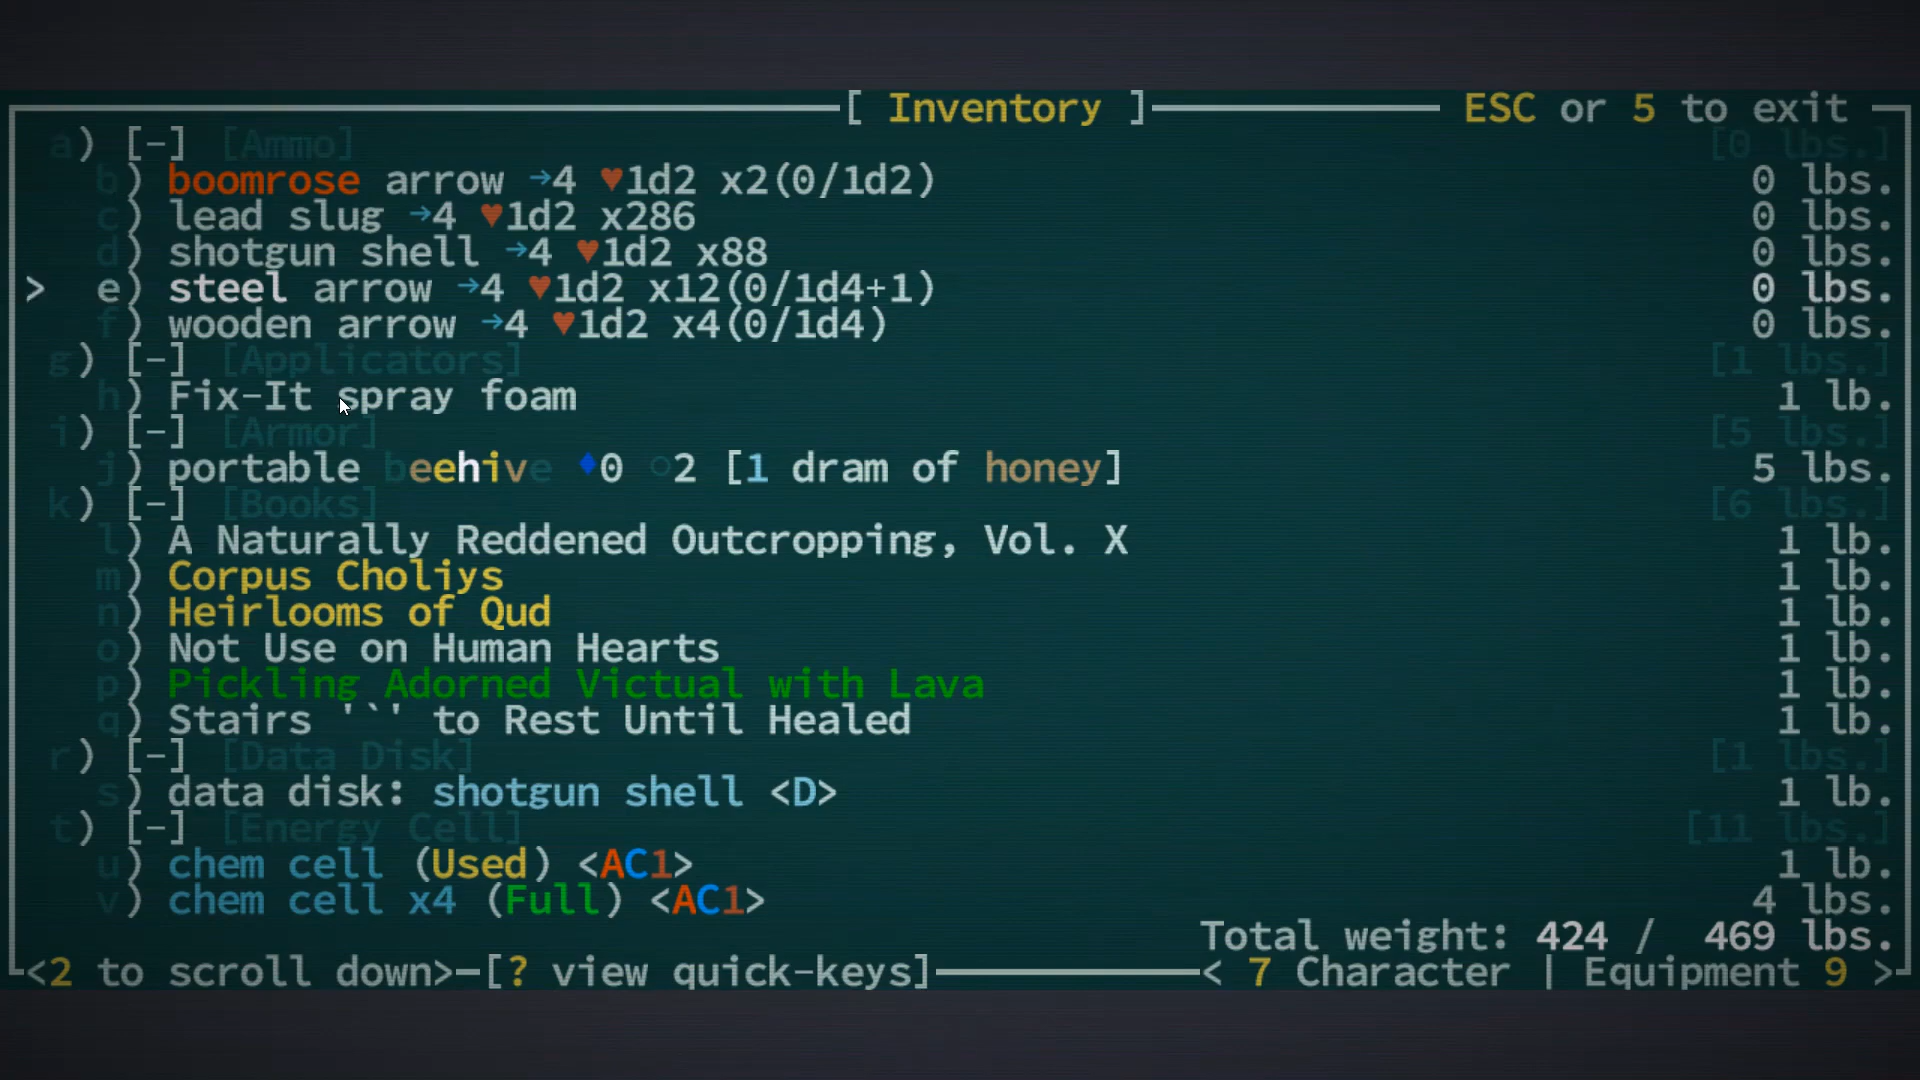 [ Inventory ] ESC or 5 to exit
a) [-] [Ammo] [0 lbs.]
b) boomrose arrow →4 ♥1d2 x2(0/1d2) 0 lbs.
c) lead slug →4 ♥1d2 x286 0 lbs.
d) shotgun shell →4 ♥1d2 x88 0 lbs.
> e) steel arrow →4 ♥1d2 x12(0/1d4+1) 0 lbs.
f) wooden arrow →4 ♥1d2 x4(0/1d4) 0 lbs.
g) [-] [Applicators] [1 lbs.]
h) Fix-It spray foam 1 lb.
i) [-] [Armor] [5 lbs.]
j) portable beehive ♦0 ○2 [1 dram of honey] 5 lbs.
k) [-] [Books] [6 lbs.]
l) A Naturally Reddened Outcropping, Vol. X 1 lb.
m) Corpus Choliys 1 lb.
n) Heirlooms of Qud 1 lb.
o) Not Use on Human Hearts 1 lb.
p) Pickling Adorned Victual with Lava 1 lb.
q) Stairs '`' to Rest Until Healed 1 lb.
r) [-] [Data Disk] [1 lbs.]
s) data disk: shotgun shell <D> 1 lb.
t) [-] [Energy Cell] [11 lbs.]
u) chem cell (Used) <AC1> 1 lb.
v) chem cell x4 (Full) <AC1> 4 lbs.
Total weight: 424 / 469 lbs.
<2 to scroll down> [? view quick-keys] < 7 Character | Equipment 9 >